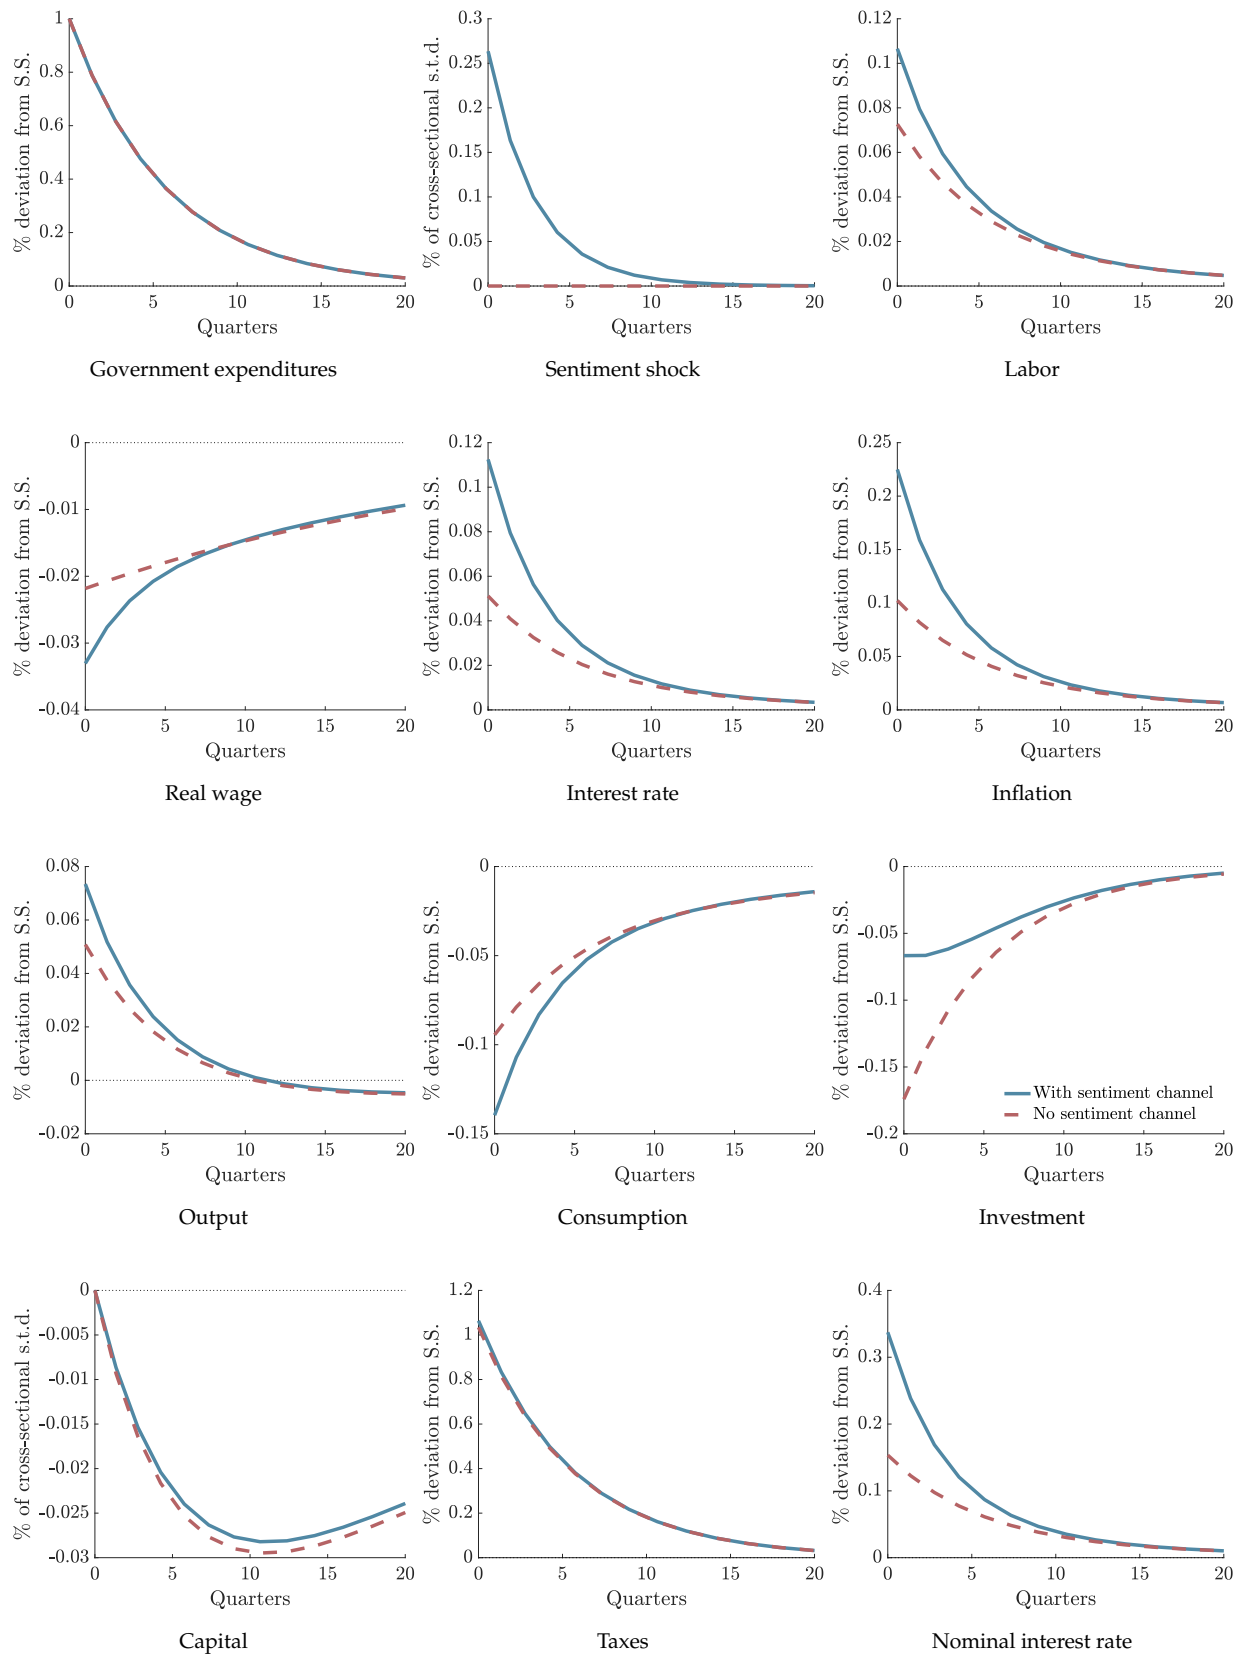 % deviation from S.S.
1
0.8
0.6
0.4
0.2
0
0 5 10 15 20
Quarters
Government expenditures
% of cross-sectional s.t.d.
0.3
0.25
0.2
0.15
0.1
0.05
0
0 5 10 15 20
Quarters
Sentiment shock
% deviation from S.S.
0.12
0.1
0.08
0.06
0.04
0.02
0
0 5 10 15 20
Quarters
Labor
% deviation from S.S.
0
-0.01
-0.02
-0.03
-0.04
0 5 10 15 20
Quarters
Real wage
% deviation from S.S.
0.12
0.1
0.08
0.06
0.04
0.02
0
0 5 10 15 20
Quarters
Interest rate
% deviation from S.S.
0.25
0.2
0.15
0.1
0.05
0
0 5 10 15 20
Quarters
Inflation
% deviation from S.S.
0.08
0.06
0.04
0.02
0
-0.02
0 5 10 15 20
Quarters
Output
% deviation from S.S.
0
-0.05
-0.1
-0.15
0 5 10 15 20
Quarters
Consumption
% deviation from S.S.
0
-0.05
-0.1
-0.15
-0.2
With sentiment channel
No sentiment channel
0 5 10 15 20
Quarters
Investment
% of cross-sectional s.t.d.
0
-0.005
-0.01
-0.015
-0.02
-0.025
-0.03
0 5 10 15 20
Quarters
Capital
% deviation from S.S.
1.2
1
0.8
0.6
0.4
0.2
0
0 5 10 15 20
Quarters
Taxes
% deviation from S.S.
0.4
0.3
0.2
0.1
0
0 5 10 15 20
Quarters
Nominal interest rate